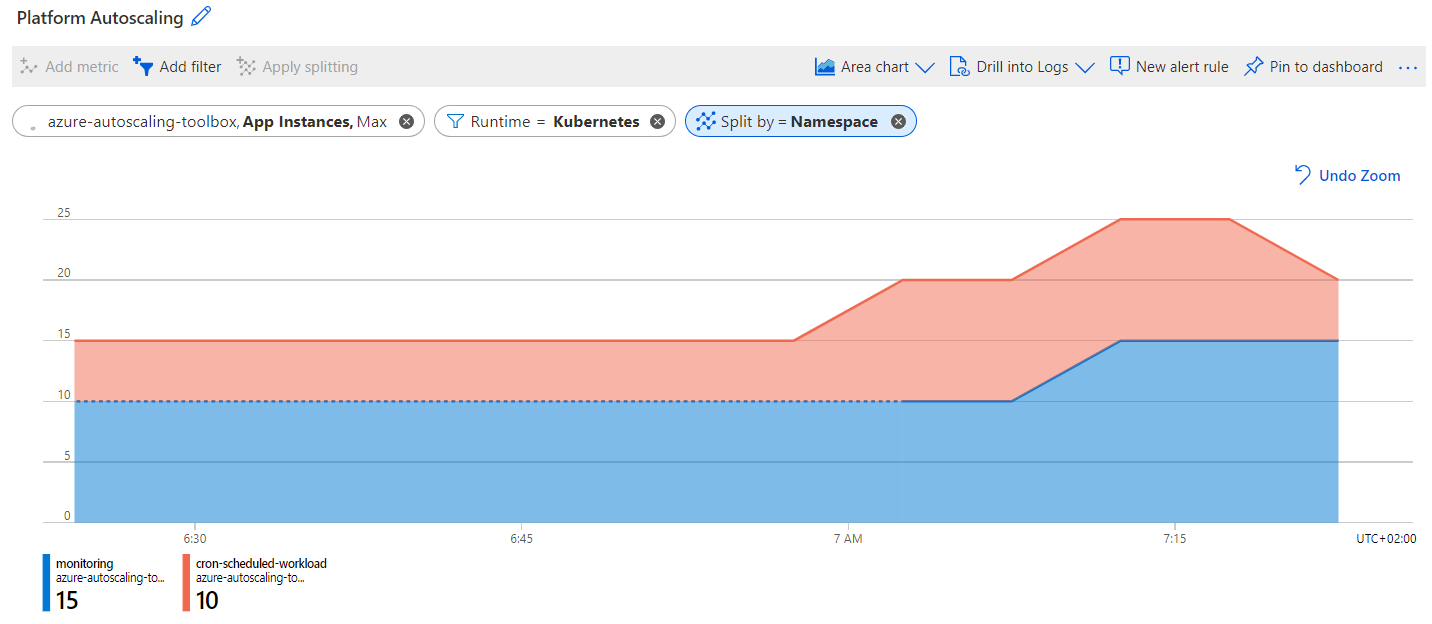 Platform Autoscaling
Add metric Add filter Apply splitting Area chart Drill into Logs New alert rule Pin to dashboard ...
azure-autoscaling-toolbox, App Instances, Max Runtime = Kubernetes Split by = Namespace
Undo Zoom
25
20
15
10
5
0
6:30 6:45 7 AM 7:15 UTC+02:00
monitoring cron-scheduled-workload
azure-autoscaling-to... azure-autoscaling-to...
15 10